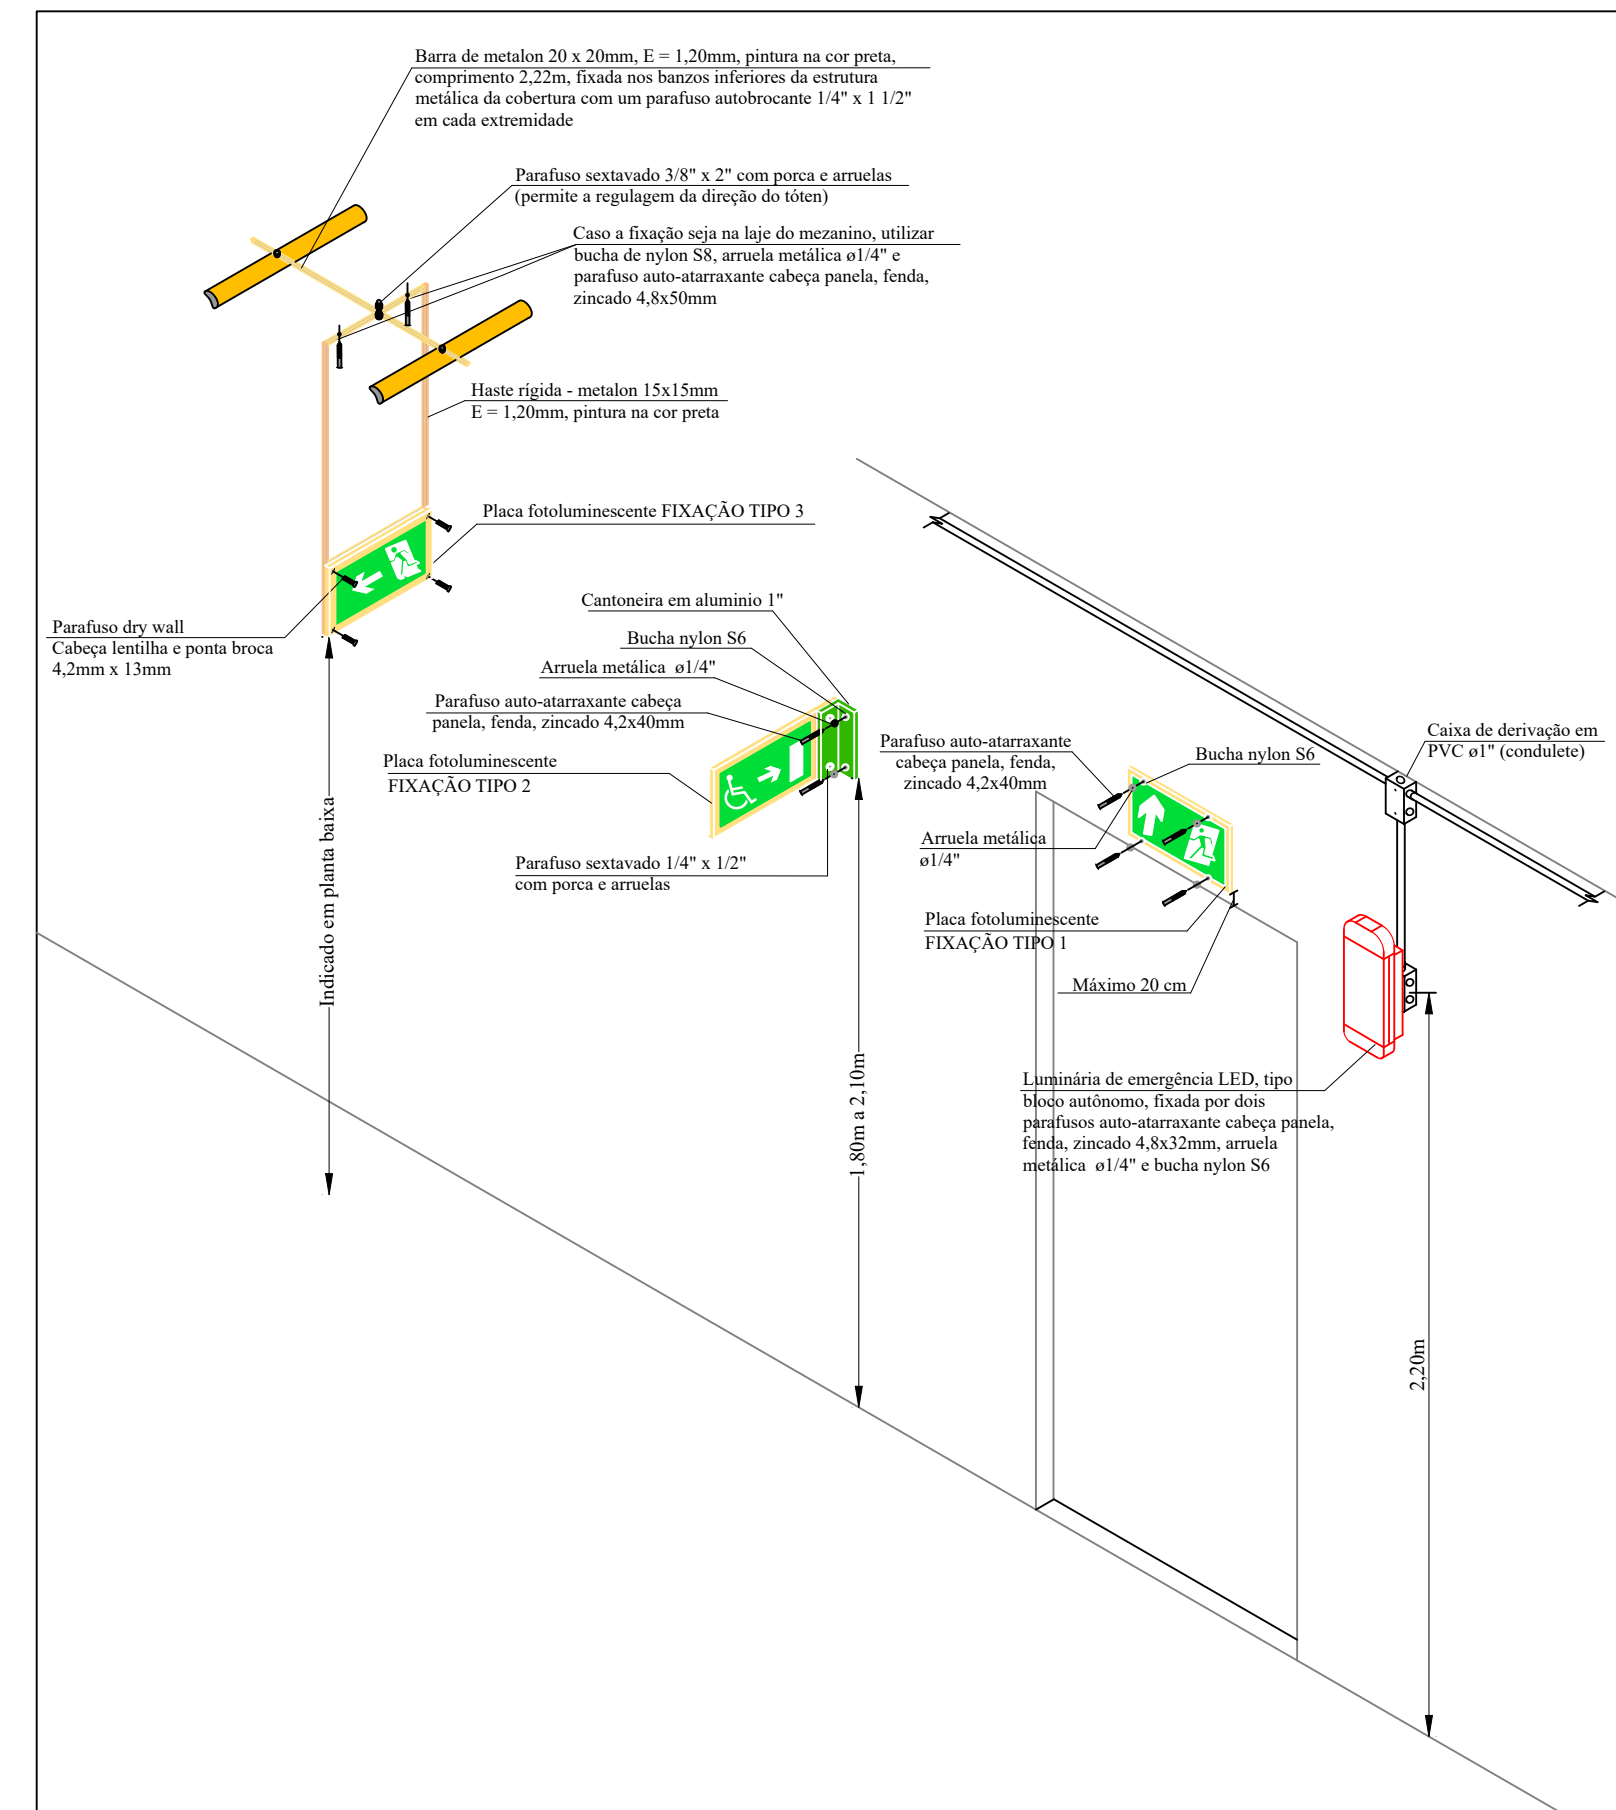 Barra de metalon 20 x 20mm, E = 1,20mm, pintura na cor preta,
comprimento 2,22m, fixada nos banzos inferiores da estrutura
metálica da cobertura com um parafuso autobrocante 1/4" x 1 1/2"
em cada extremidade
Parafuso sextavado 3/8" x 2" com porca e arruelas
(permite a regulagem da direção do tóten)
Caso a fixação seja na laje do mezanino, utilizar
bucha de nylon S8, arruela metálica ø1/4" e
parafuso auto-atarraxante cabeça panela, fenda,
zincado 4,8x50mm
Haste rígida - metalon 15x15mm
E = 1,20mm, pintura na cor preta
Placa fotoluminescente FIXAÇÃO TIPO 3
Parafuso dry wall
Cabeça lentilha e ponta broca
4,2mm x 13mm
Indicado em planta baixa
Cantoneira em aluminio 1"
Bucha nylon S6
Arruela metálica ø1/4"
Parafuso auto-atarraxante cabeça
panela, fenda, zincado 4,2x40mm
Placa fotoluminescente
FIXAÇÃO TIPO 2
Parafuso sextavado 1/4" x 1/2"
com porca e arruelas
1,80m a 2,10m
Parafuso auto-atarraxante
cabeça panela, fenda,
zincado 4,2x40mm
Bucha nylon S6
Arruela metálica
ø1/4"
Placa fotoluminescente
FIXAÇÃO TIPO 1
Máximo 20 cm
Caixa de derivação em
PVC ø1" (condulete)
Luminária de emergência LED, tipo
bloco autônomo, fixada por dois
parafusos auto-atarraxante cabeça panela,
fenda, zincado 4,8x32mm, arruela
metálica ø1/4" e bucha nylon S6
2,20m